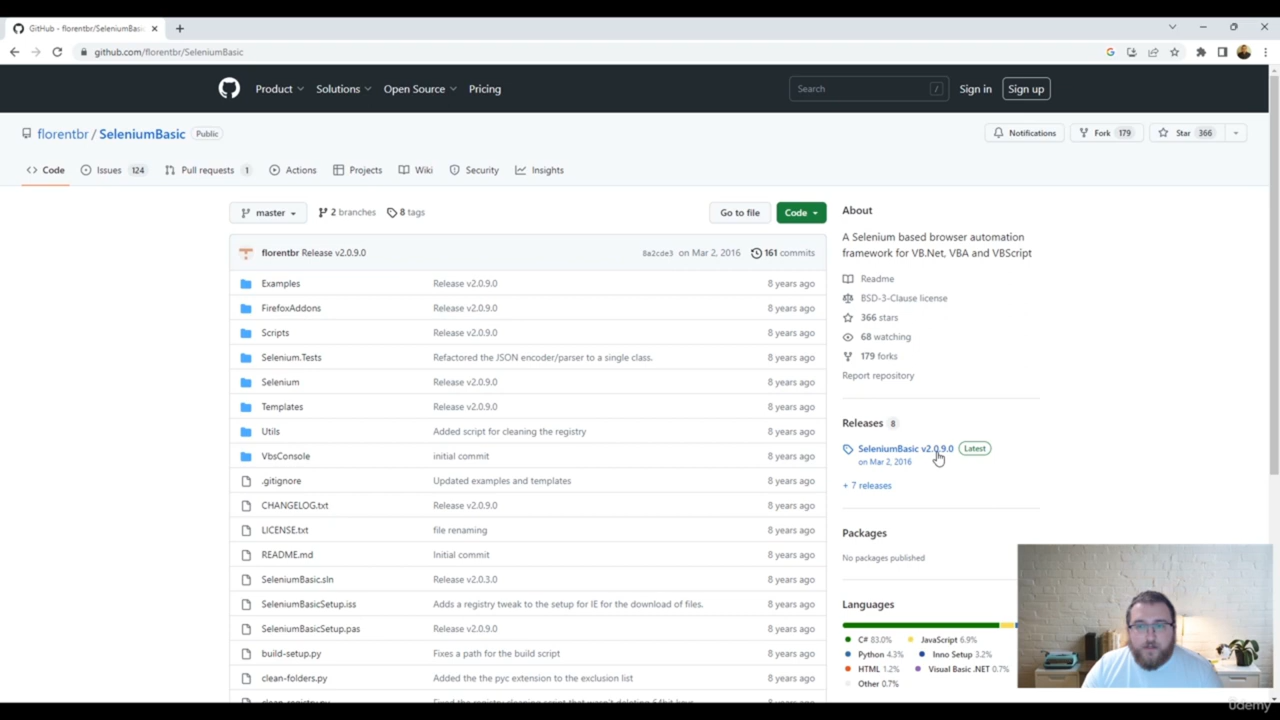 GitHub - florentbr/SeleniumBasic
github.com/florentbr/SeleniumBasic
Product
Solutions
Open Source
Pricing
Search
/
Sign in
Sign up
florentbr / SeleniumBasic
Public
Notifications
Fork 179
Star 366
Code
Issues 124
Pull requests 1
Actions
Projects
Wiki
Security
Insights
master
2 branches
8 tags
Go to file
Code
florentbr Release v2.0.9.0
8a2cde3 on Mar 2, 2016
161 commits
Examples Release v2.0.9.0 8 years ago
FirefoxAddons Release v2.0.9.0 8 years ago
Scripts Release v2.0.9.0 8 years ago
Selenium.Tests Refactored the JSON encoder/parser to a single class. 8 years ago
Selenium Release v2.0.9.0 8 years ago
Templates Release v2.0.9.0 8 years ago
Utils Added script for cleaning the registry 8 years ago
VbsConsole initial commit 8 years ago
.gitignore Updated examples and templates 8 years ago
CHANGELOG.txt Release v2.0.9.0 8 years ago
LICENSE.txt file renaming 8 years ago
README.md Initial commit 8 years ago
SeleniumBasic.sln Release v2.0.3.0 8 years ago
SeleniumBasicSetup.iss Adds a registry tweak to the setup for IE for the download of files. 8 years ago
SeleniumBasicSetup.pas Release v2.0.9.0 8 years ago
build-setup.py Fixes a path for the build script 8 years ago
clean-folders.py Added the the pyc extension to the exclusion list 8 years ago
About
A Selenium based browser automation
framework for VB.Net, VBA and VBScript
Readme
BSD-3-Clause license
366 stars
68 watching
179 forks
Report repository
Releases 8
SeleniumBasic v2.0.9.0 Latest
on Mar 2, 2016
+ 7 releases
Packages
No packages published
Languages
C# 83.0% JavaScript 6.9%
Python 4.3% Inno Setup 3.2%
HTML 1.2% Visual Basic .NET 0.7%
Other 0.7%
Udemy